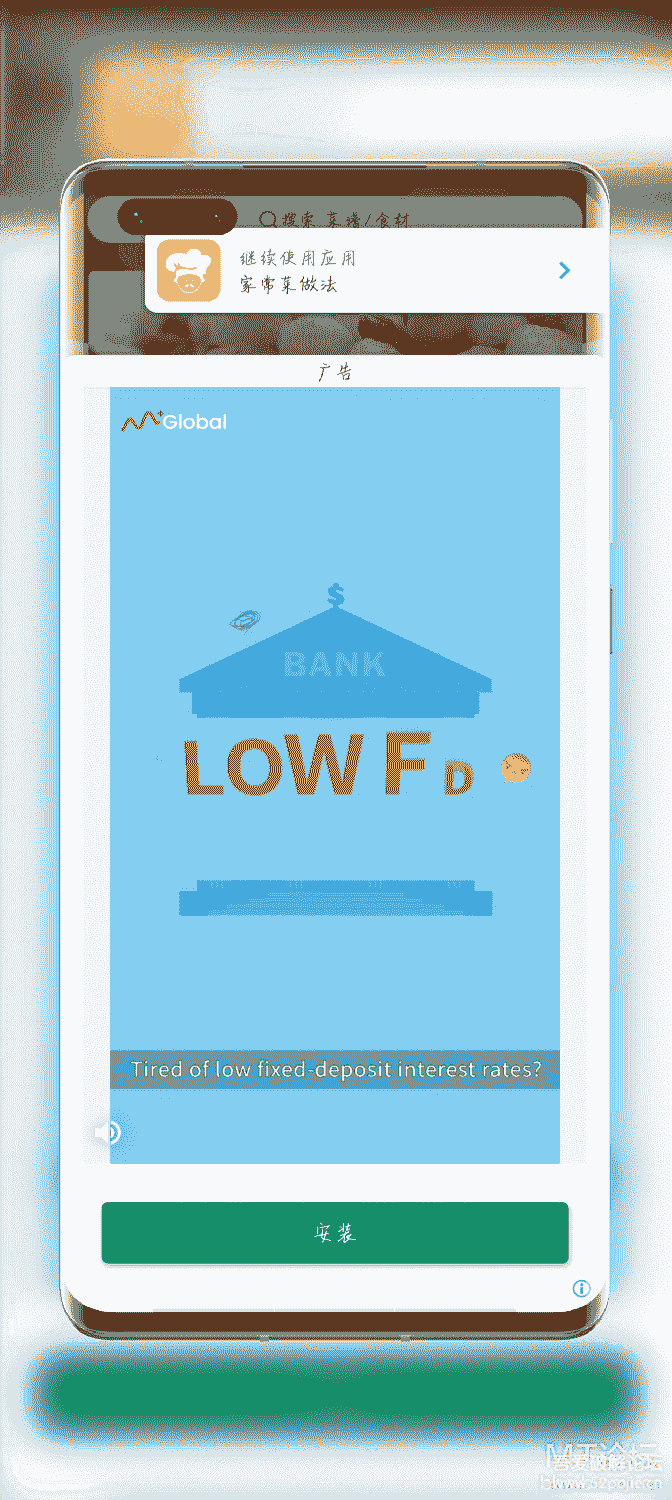 搜索 菜谱/食材
继续使用应用
家常菜做法
广告
Global
$
BANK
LOW F D
Tired of low fixed-deposit interest rates?
安装